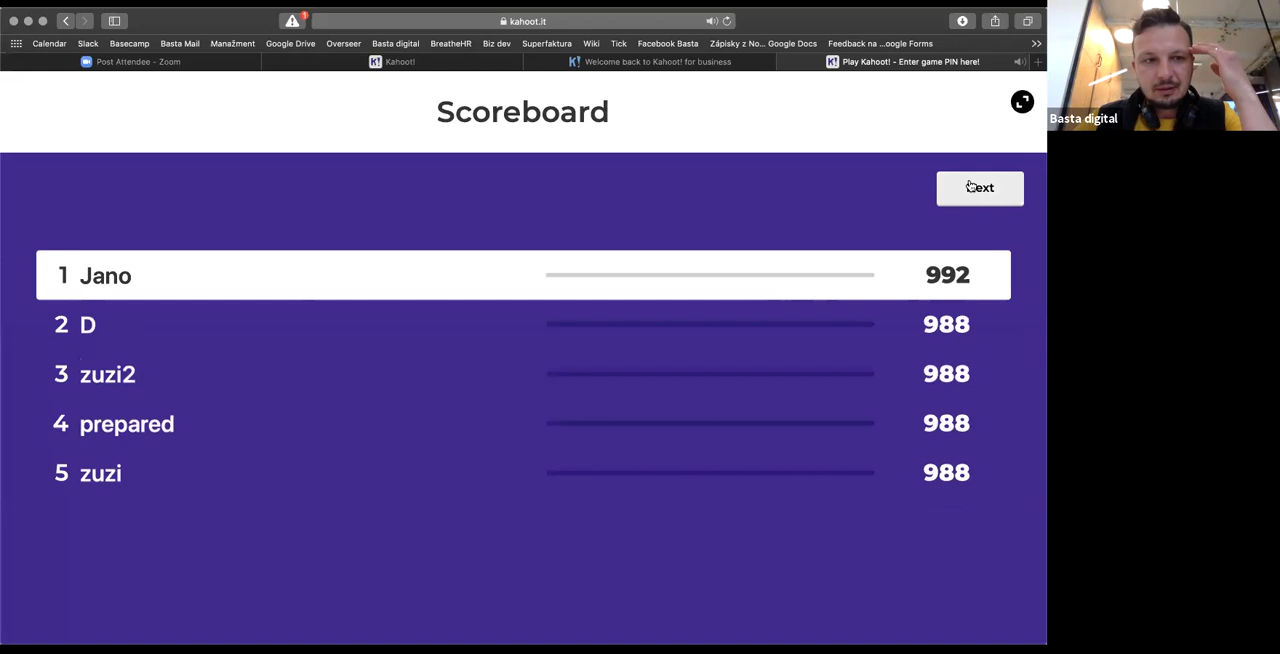 1
kahoot.it
Calendar Slack Basecamp Basta Mail Manažment Google Drive Overseer Basta digital BreatheHR Biz dev Superfaktura Wiki Tick Facebook Basta Zápisky z No... Google Docs Feedback na ...oogle Forms >>
Post Attendee - Zoom K! Kahoot! K! Welcome back to Kahoot! for business K! Play Kahoot! - Enter game PIN here!
Scoreboard
Basta digital
1 Jano 992
2 D 988
3 zuzi2 988
4 prepared 988
5 zuzi 988